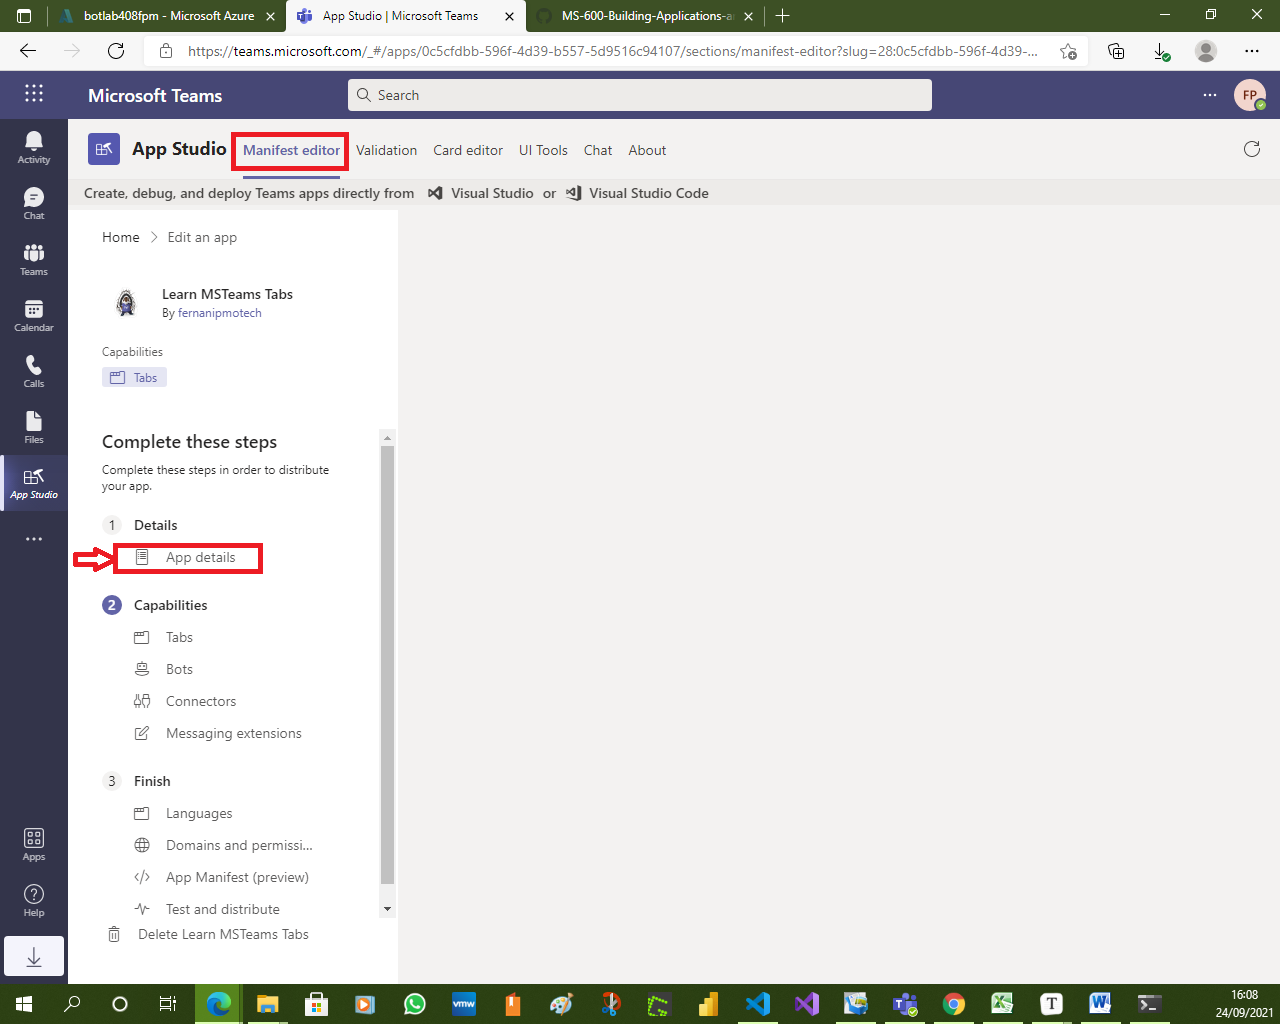 botlab408fpm - Microsoft Azure
App Studio | Microsoft Teams
MS-600-Building-Applications-a
https://teams.microsoft.com/_#/apps/0c5cfdbb-596f-4d39-b557-5d9516c94107/sections/manifest-editor?slug=28:0c5cfdbb-596f-4d39-...
Microsoft Teams
Search
FP
Activity
Chat
Teams
Calendar
Calls
Files
App Studio
Apps
Help
App Studio
Manifest editor
Validation
Card editor
UI Tools
Chat
About
Create, debug, and deploy Teams apps directly from Visual Studio or Visual Studio Code
Home > Edit an app
Learn MSTeams Tabs
By fernanipmotech
Capabilities
Tabs
Complete these steps
Complete these steps in order to distribute
your app.
1 Details
App details
2 Capabilities
Tabs
Bots
Connectors
Messaging extensions
3 Finish
Languages
Domains and permissi...
App Manifest (preview)
Test and distribute
Delete Learn MSTeams Tabs
vmw
T
16:08
24/09/2021